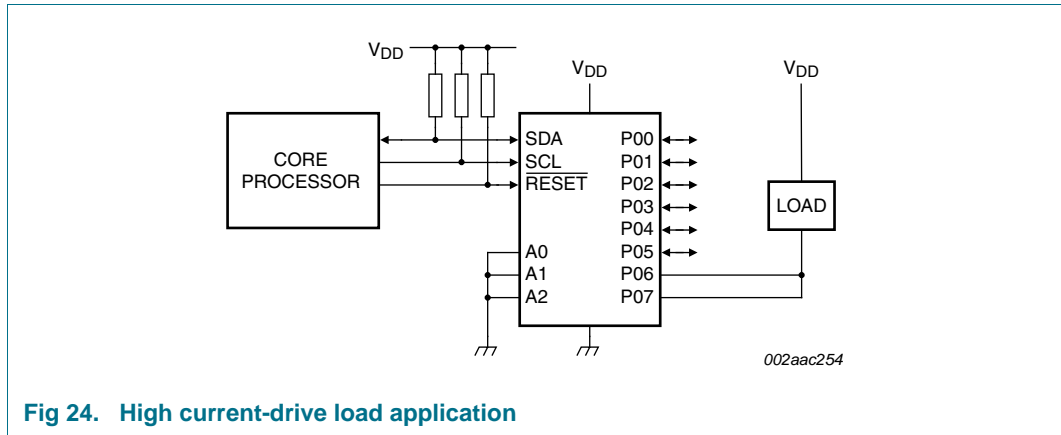 VDD
VDD
VDD
CORE
PROCESSOR
SDA
SCL
RESET
A0
A1
A2
P00
P01
P02
P03
P04
P05
P06
P07
LOAD
002aac254
Fig 24. High current-drive load application